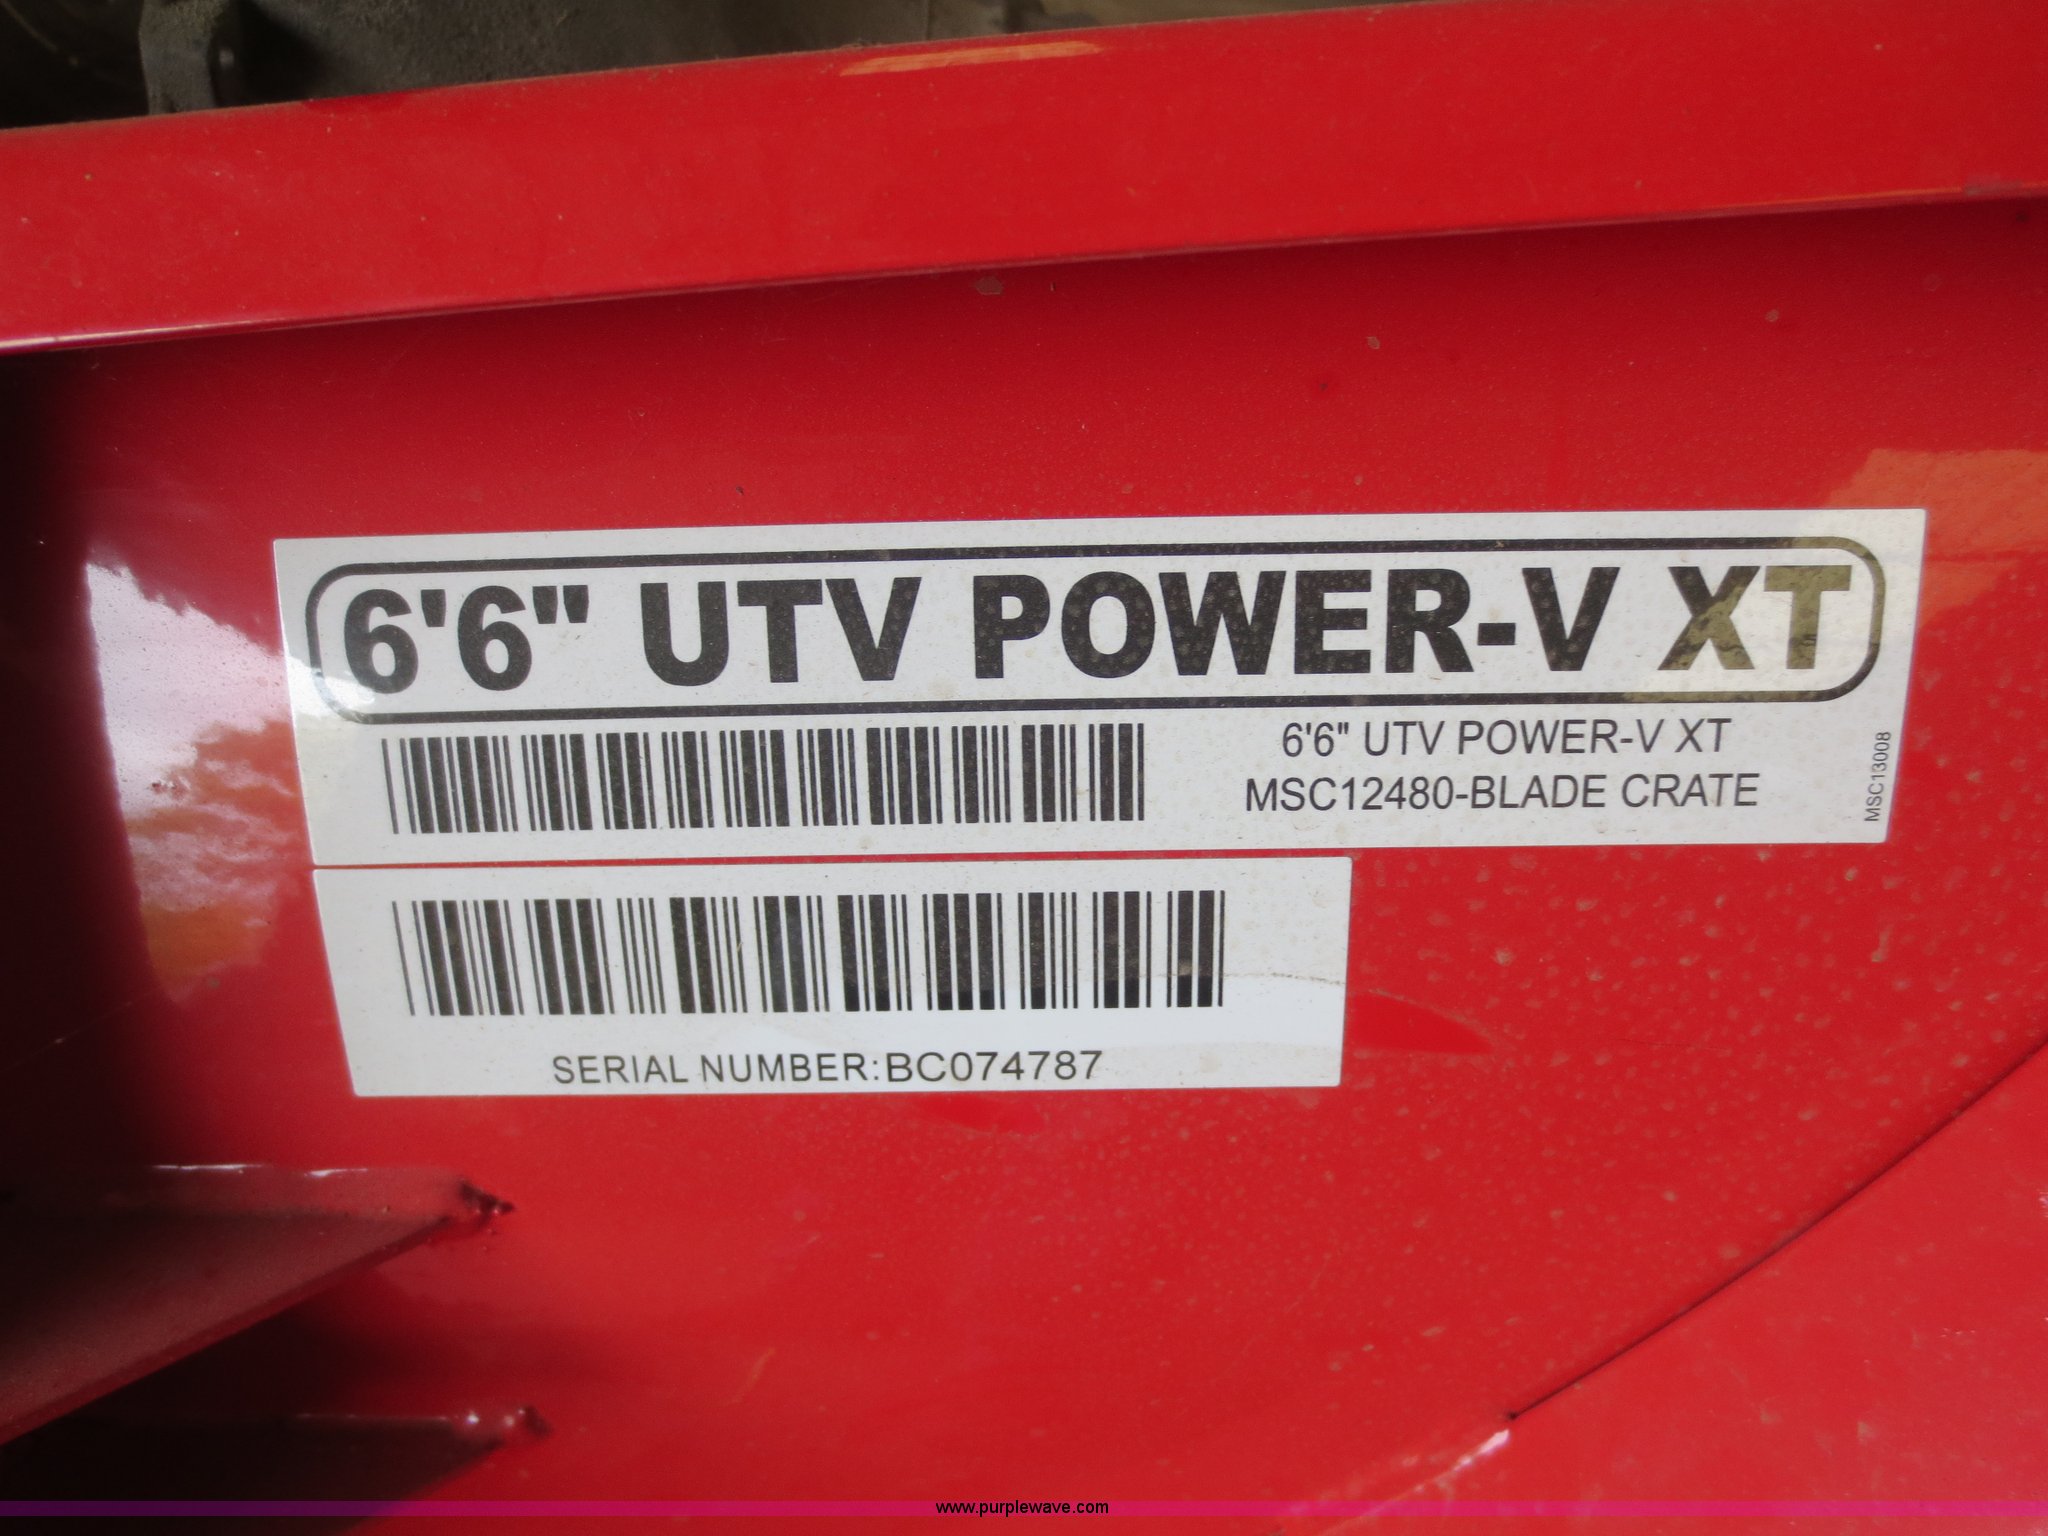 6'6" UTV POWER-V XT
6'6" UTV POWER-V XT
MSC12480-BLADE CRATE
MSC13008
SERIAL NUMBER:BC074787
www.purplewave.com